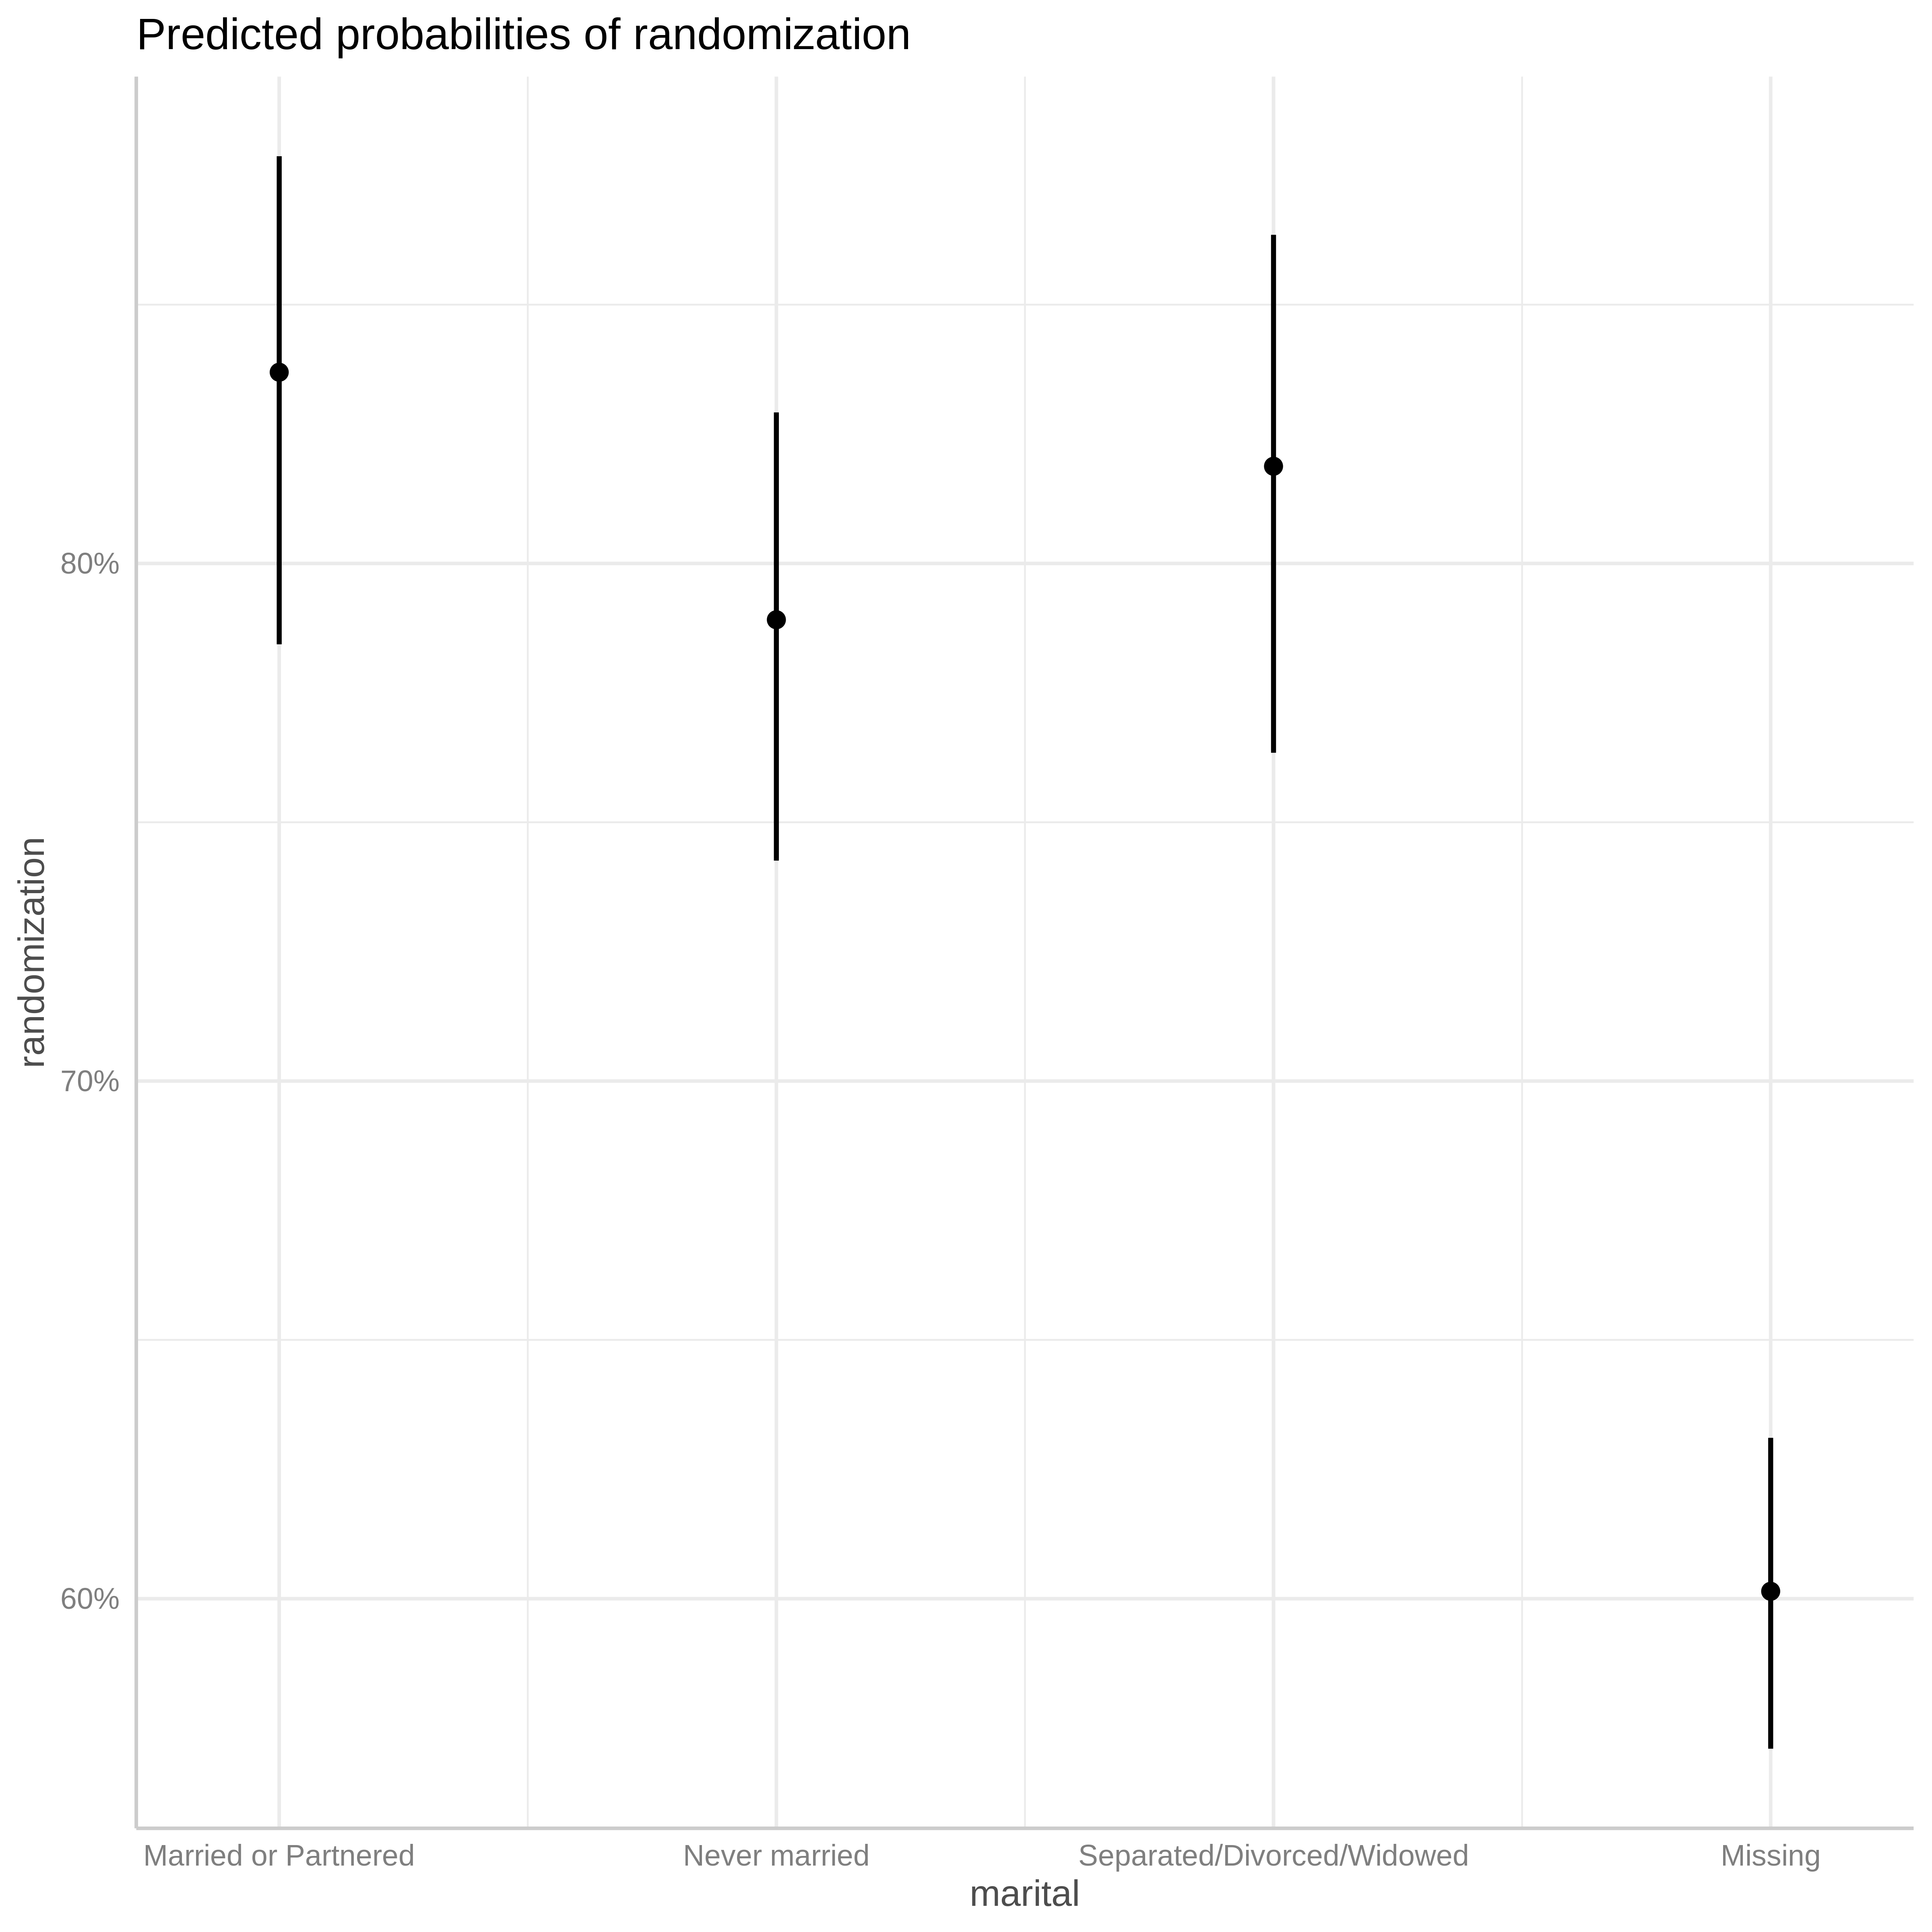 Predicted probabilities of randomization
randomization
80%
70%
60%
Married or Partnered
Never married
Separated/Divorced/Widowed
Missing
marital